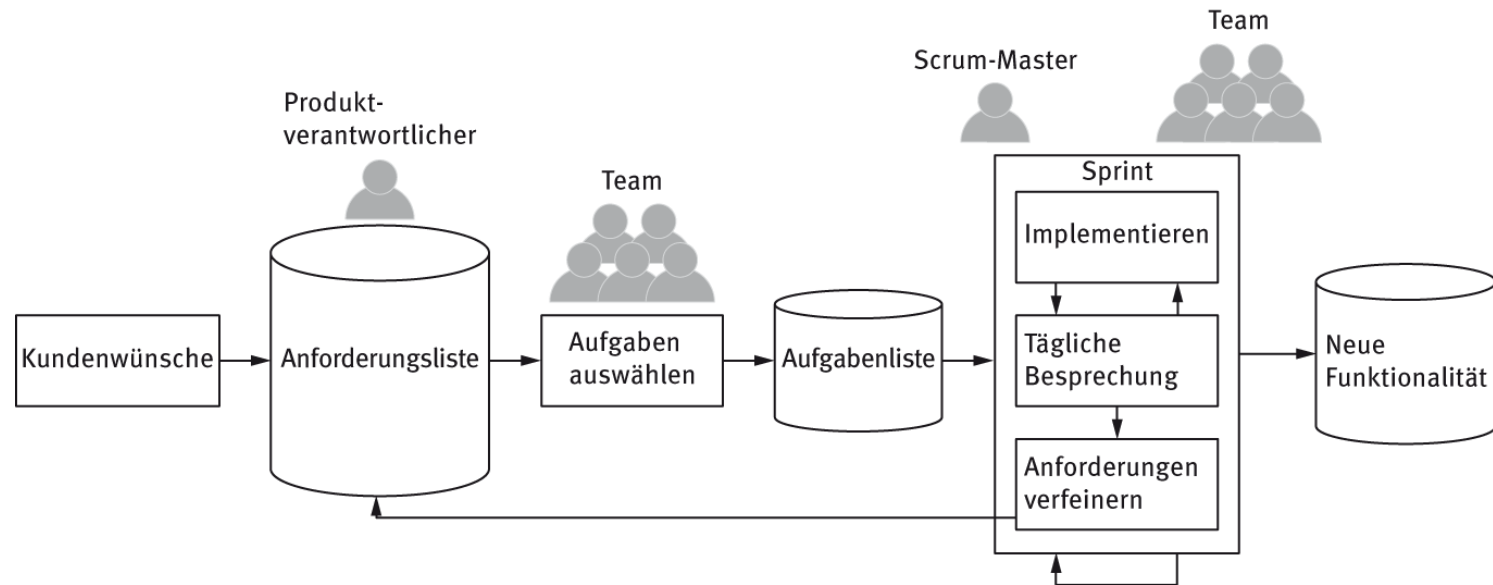 Team
Scrum-Master
Produkt-
verantwortlicher
Team
Sprint
Implementieren
Kundenwünsche
Anforderungsliste
Aufgaben
auswählen
Aufgabenliste
Tägliche
Besprechung
Neue
Funktionalität
Anforderungen
verfeinern